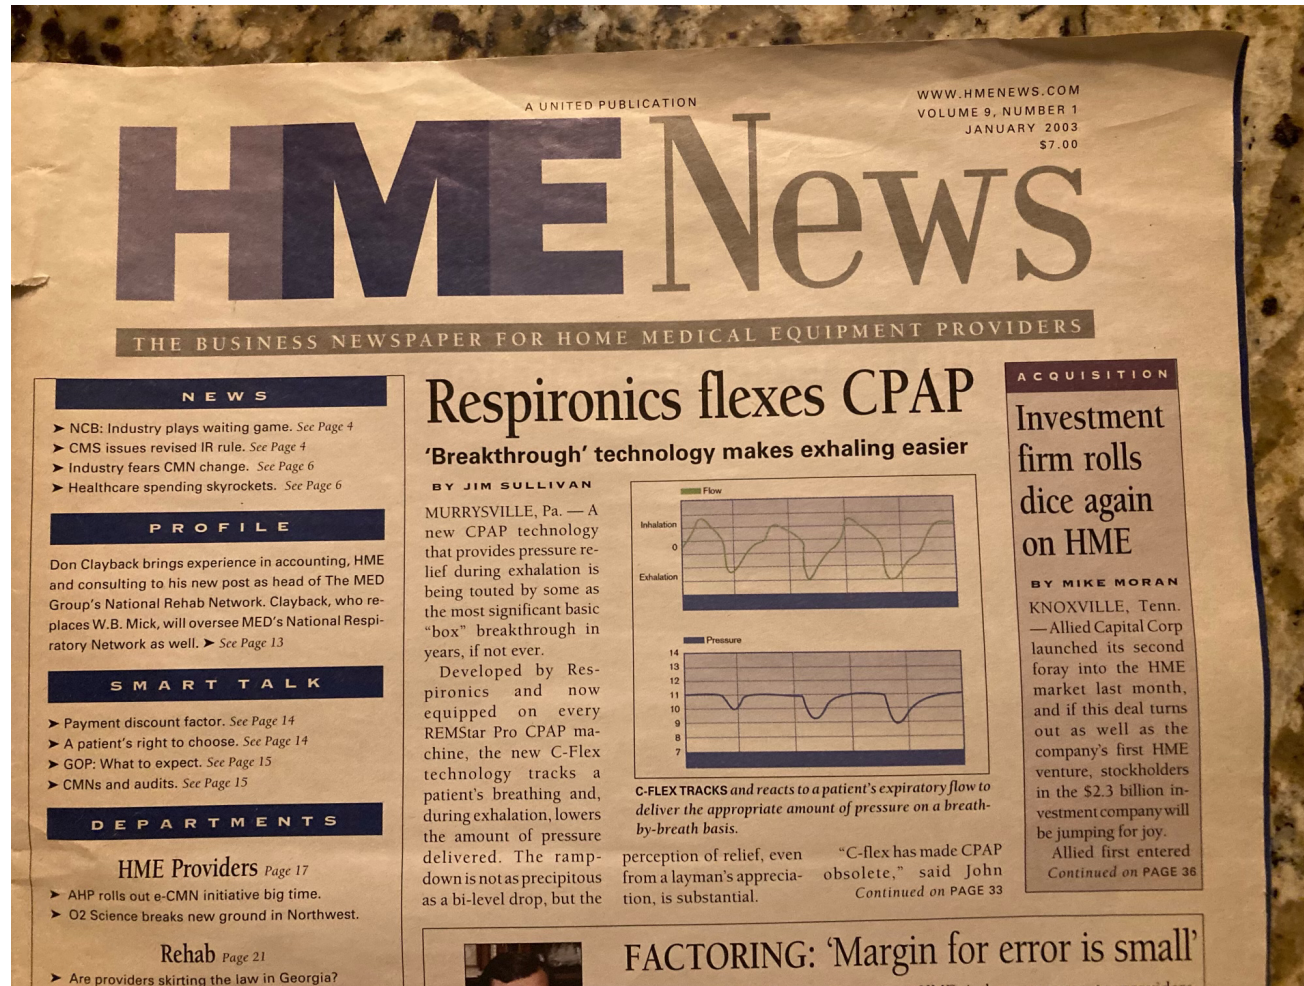 A UNITED PUBLICATION
WWW.HMENEWS.COM
VOLUME 9, NUMBER 1
JANUARY 2003
$7.00
HME News
THE BUSINESS NEWSPAPER FOR HOME MEDICAL EQUIPMENT PROVIDERS
NEWS
➤ NCB: Industry plays waiting game. See Page 4
➤ CMS issues revised IR rule. See Page 4
➤ Industry fears CMN change. See Page 6
➤ Healthcare spending skyrockets. See Page 6
PROFILE
Don Clayback brings experience in accounting, HME
and consulting to his new post as head of The MED
Group's National Rehab Network. Clayback, who re-
places W.B. Mick, will oversee MED's National Respi-
ratory Network as well. ➤ See Page 13
SMART TALK
➤ Payment discount factor. See Page 14
➤ A patient's right to choose. See Page 14
➤ GOP: What to expect. See Page 15
➤ CMNs and audits. See Page 15
DEPARTMENTS
HME Providers Page 17
➤ AHP rolls out e-CMN initiative big time.
➤ O2 Science breaks new ground in Northwest.
Rehab Page 21
➤ Are providers skirting the law in Georgia?
Respironics flexes CPAP
'Breakthrough' technology makes exhaling easier
BY JIM SULLIVAN
MURRYSVILLE, Pa. — A
new CPAP technology
that provides pressure re-
lief during exhalation is
being touted by some as
the most significant basic
"box" breakthrough in
years, if not ever.
Developed by Res-
pironics and now
equipped on every
REMStar Pro CPAP ma-
chine, the new C-Flex
technology tracks a
patient's breathing and,
during exhalation, lowers
the amount of pressure
delivered. The ramp-
down is not as precipitous
as a bi-level drop, but the
Flow
Inhalation
0
Exhalation
Pressure
14
13
12
11
10
9
8
7
C-FLEX TRACKS and reacts to a patient's expiratory flow to
deliver the appropriate amount of pressure on a breath-
by-breath basis.
perception of relief, even
from a layman's apprecia-
tion, is substantial.
"C-flex has made CPAP
obsolete," said John
Continued on PAGE 33
ACQUISITION
Investment
firm rolls
dice again
on HME
BY MIKE MORAN
KNOXVILLE, Tenn.
— Allied Capital Corp
launched its second
foray into the HME
market last month,
and if this deal turns
out as well as the
company's first HME
venture, stockholders
in the $2.3 billion in-
vestment company will
be jumping for joy.
Allied first entered
Continued on PAGE 36
FACTORING: 'Margin for error is small'